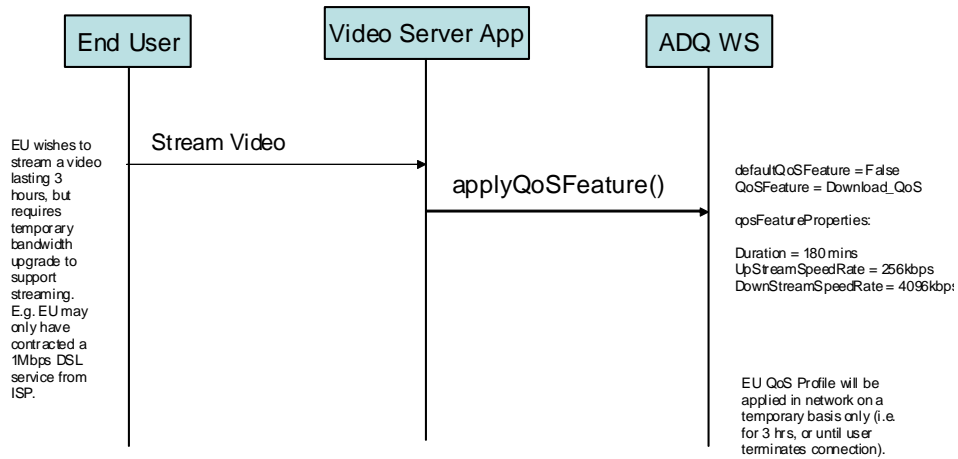 End User
Video Server App
ADQ WS
EU wishes to
stream a video
lasting 3
hours, but
requires
temporary
bandwidth
upgrade to
support
streaming.
E.g. EU may
only have
contracted a
1Mbps DSL
service from
ISP.
Stream Video
applyQoSFeature()
defaultQoSFeature = False
QoSFeature = Download_QoS
qosFeatureProperties:
Duration = 180 mins
UpStreamSpeedRate = 256kbps
DownStreamSpeedRate = 4096kbps
EU QoS Profile will be
applied in network on a
temporary basis only (i.e.
for 3 hrs, or until user
terminates connection).